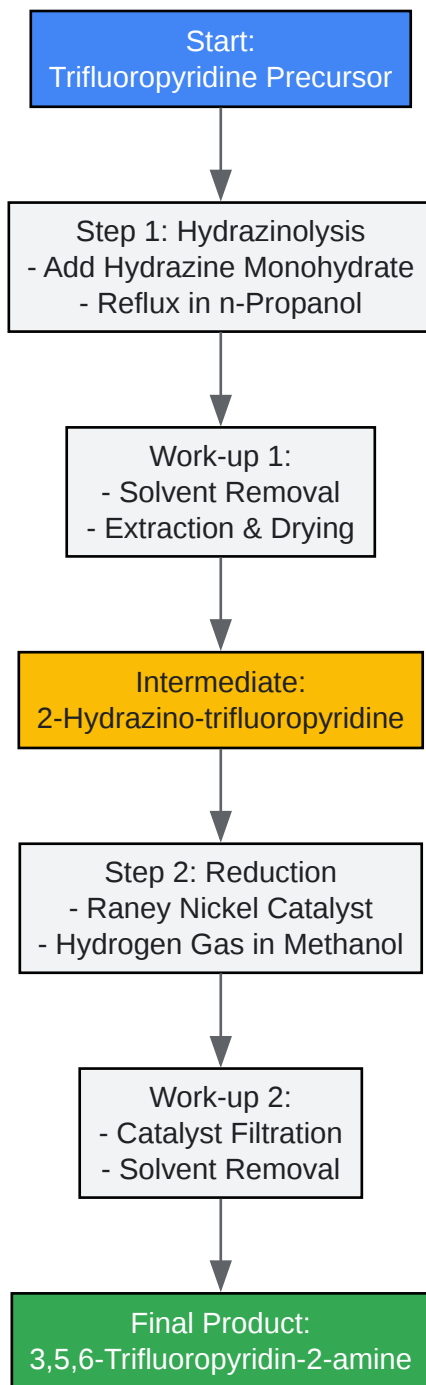 Start:
Trifluoropyridine Precursor
Step 1: Hydrazinolysis
- Add Hydrazine Monohydrate
- Reflux in n-Propanol
Work-up 1:
- Solvent Removal
- Extraction & Drying
Intermediate:
2-Hydrazino-trifluoropyridine
Step 2: Reduction
- Raney Nickel Catalyst
- Hydrogen Gas in Methanol
Work-up 2:
- Catalyst Filtration
- Solvent Removal
Final Product:
3,5,6-Trifluoropyridin-2-amine